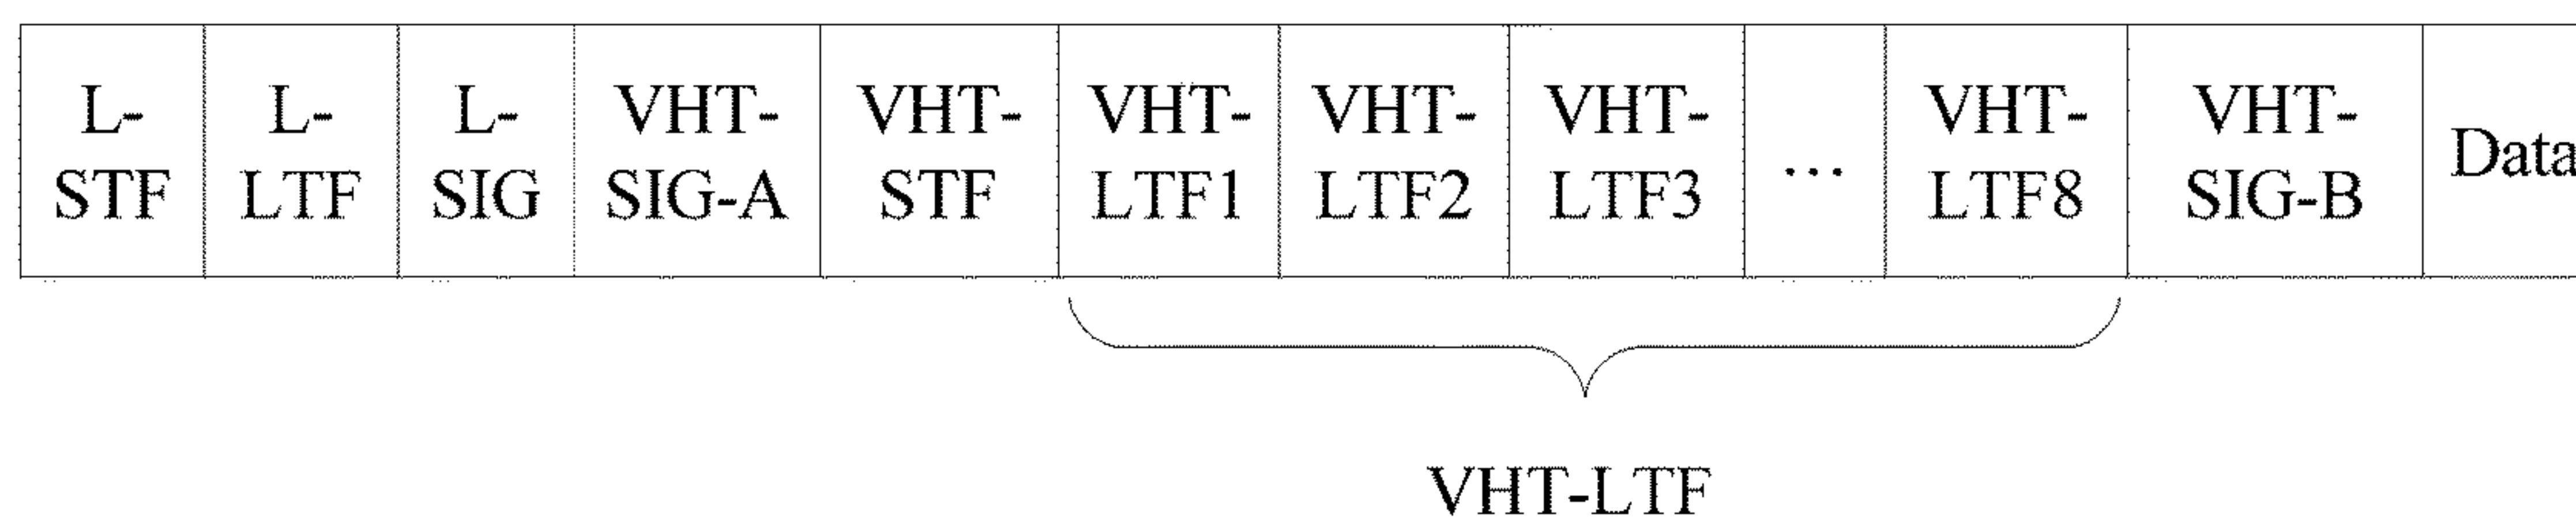 L-
STF
L-
LTF
L-
SIG
VHT-
SIG-A
VHT-
STF
VHT-
LTF1
VHT-
LTF2
VHT-
LTF3
...
VHT-
LTF8
VHT-
SIG-B
Data
VHT-LTF